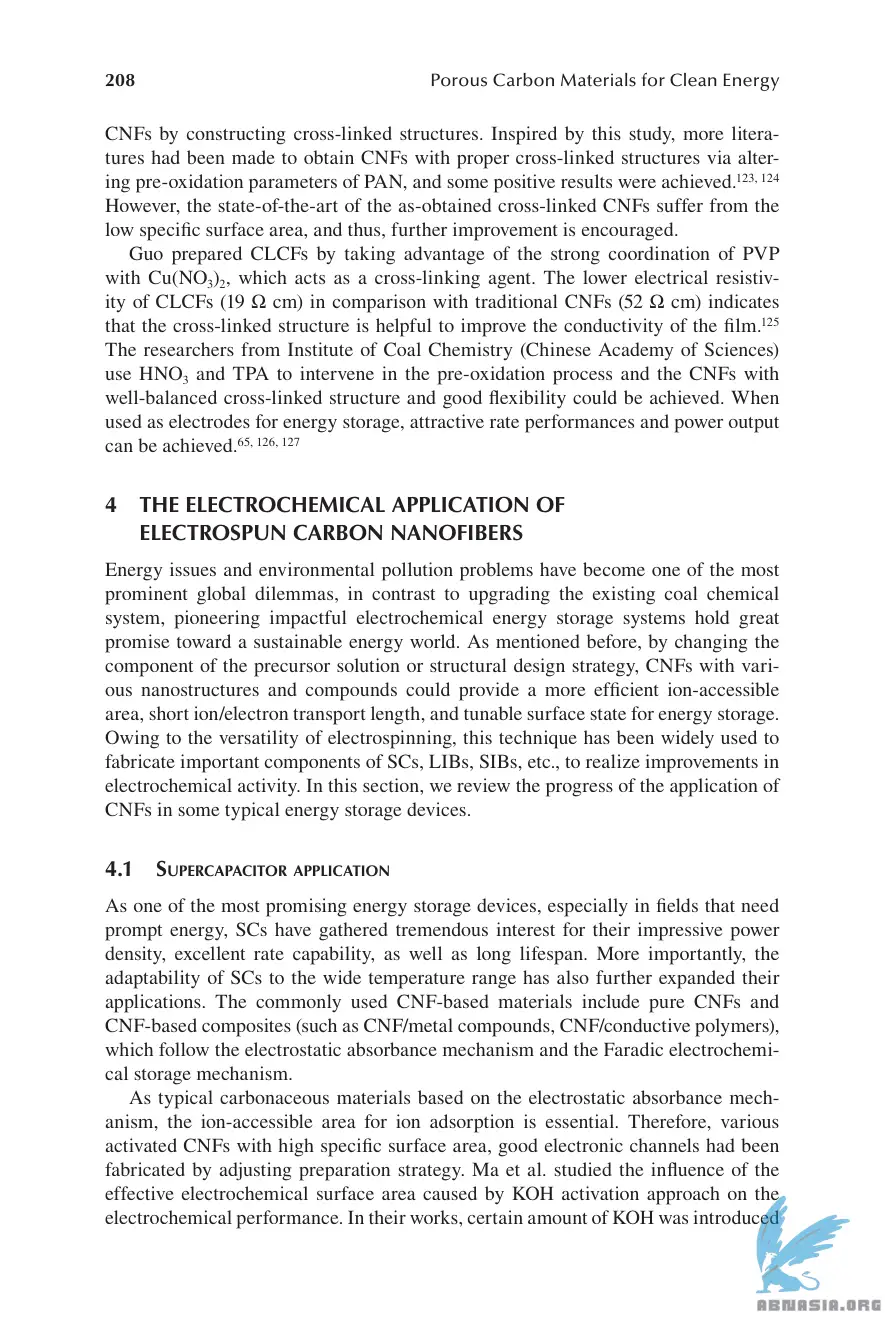 208 Porous Carbon Materials for Clean Energy
CNFs by constructing cross-linked structures. Inspired by this study, more litera-
tures had been made to obtain CNFs with proper cross-linked structures via alter-
ing pre-oxidation parameters of PAN, and some positive results were achieved.123, 124
However, the state-of-the-art of the as-obtained cross-linked CNFs suffer from the
low specific surface area, and thus, further improvement is encouraged.
Guo prepared CLCFs by taking advantage of the strong coordination of PVP
with Cu(NO3)2, which acts as a cross-linking agent. The lower electrical resistiv-
ity of CLCFs (19 Ω cm) in comparison with traditional CNFs (52 Ω cm) indicates
that the cross-linked structure is helpful to improve the conductivity of the film.125
The researchers from Institute of Coal Chemistry (Chinese Academy of Sciences)
use HNO3 and TPA to intervene in the pre-oxidation process and the CNFs with
well-balanced cross-linked structure and good flexibility could be achieved. When
used as electrodes for energy storage, attractive rate performances and power output
can be achieved.65, 126, 127
4 THE ELECTROCHEMICAL APPLICATION OF
ELECTROSPUN CARBON NANOFIBERS
Energy issues and environmental pollution problems have become one of the most
prominent global dilemmas, in contrast to upgrading the existing coal chemical
system, pioneering impactful electrochemical energy storage systems hold great
promise toward a sustainable energy world. As mentioned before, by changing the
component of the precursor solution or structural design strategy, CNFs with vari-
ous nanostructures and compounds could provide a more efficient ion-accessible
area, short ion/electron transport length, and tunable surface state for energy storage.
Owing to the versatility of electrospinning, this technique has been widely used to
fabricate important components of SCs, LIBs, SIBs, etc., to realize improvements in
electrochemical activity. In this section, we review the progress of the application of
CNFs in some typical energy storage devices.
4.1 Supercapacitor application
As one of the most promising energy storage devices, especially in fields that need
prompt energy, SCs have gathered tremendous interest for their impressive power
density, excellent rate capability, as well as long lifespan. More importantly, the
adaptability of SCs to the wide temperature range has also further expanded their
applications. The commonly used CNF-based materials include pure CNFs and
CNF-based composites (such as CNF/metal compounds, CNF/conductive polymers),
which follow the electrostatic absorbance mechanism and the Faradic electrochemi-
cal storage mechanism.
As typical carbonaceous materials based on the electrostatic absorbance mech-
anism, the ion-accessible area for ion adsorption is essential. Therefore, various
activated CNFs with high specific surface area, good electronic channels had been
fabricated by adjusting preparation strategy. Ma et al. studied the influence of the
effective electrochemical surface area caused by KOH activation approach on the
electrochemical performance. In their works, certain amount of KOH was introduced
ABNASIA.ORG